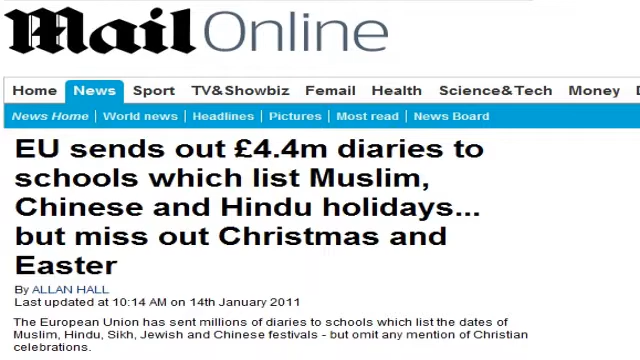 Mail Online
Home News Sport TV&Showbiz Femail Health Science&Tech Money
News Home | World news | Headlines | Pictures | Most read | News Board
EU sends out £4.4m diaries to
schools which list Muslim,
Chinese and Hindu holidays...
but miss out Christmas and
Easter
By ALLAN HALL
Last updated at 10:14 AM on 14th January 2011
The European Union has sent millions of diaries to schools which list the dates of
Muslim, Hindu, Sikh, Jewish and Chinese festivals - but omit any mention of Christian
celebrations.